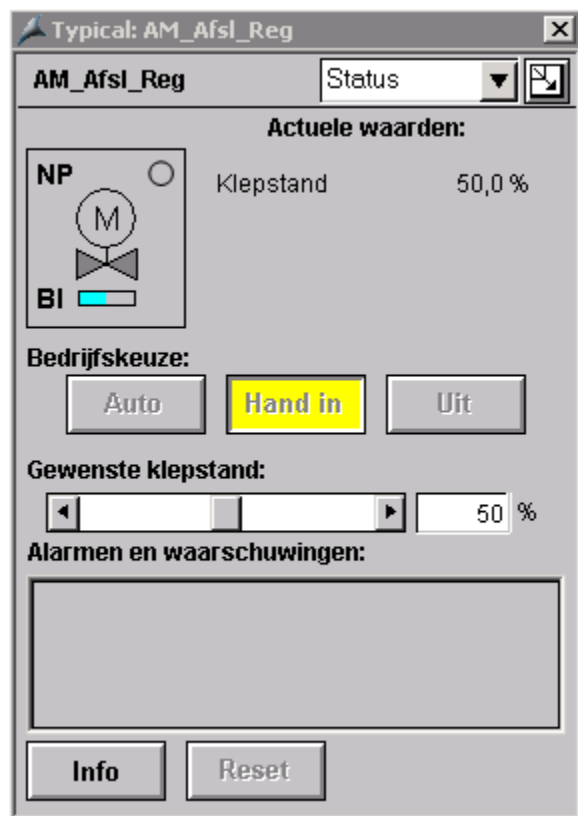 Typical: AM_Afsl_Reg
AM_Afsl_Reg Status
Actuele waarden:
NP
Klepstand 50,0 %
M
BI
Bedrijfskeuze:
Auto Hand in Uit
Gewenste klepstand:
50 %
Alarmen en waarschuwingen:
Info Reset